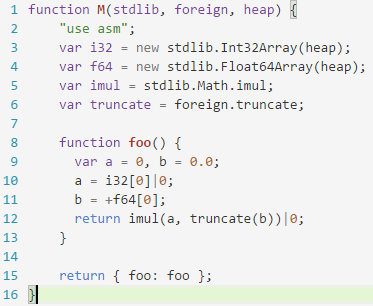 1 function M(stdlib, foreign, heap) {
2     "use asm";
3     var i32 = new stdlib.Int32Array(heap);
4     var f64 = new stdlib.Float64Array(heap);
5     var imul = stdlib.Math.imul;
6     var truncate = foreign.truncate;
7
8     function foo() {
9       var a = 0, b = 0.0;
10       a = i32[0]|0;
11       b = +f64[0];
12       return imul(a, truncate(b))|0;
13     }
14
15     return { foo: foo };
16 }